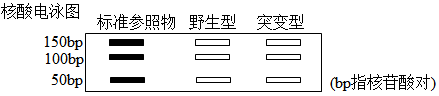 核酸电泳图
标准参照物 野生型 突变型
150bp
100bp
50bp
(bp指核苷酸对)